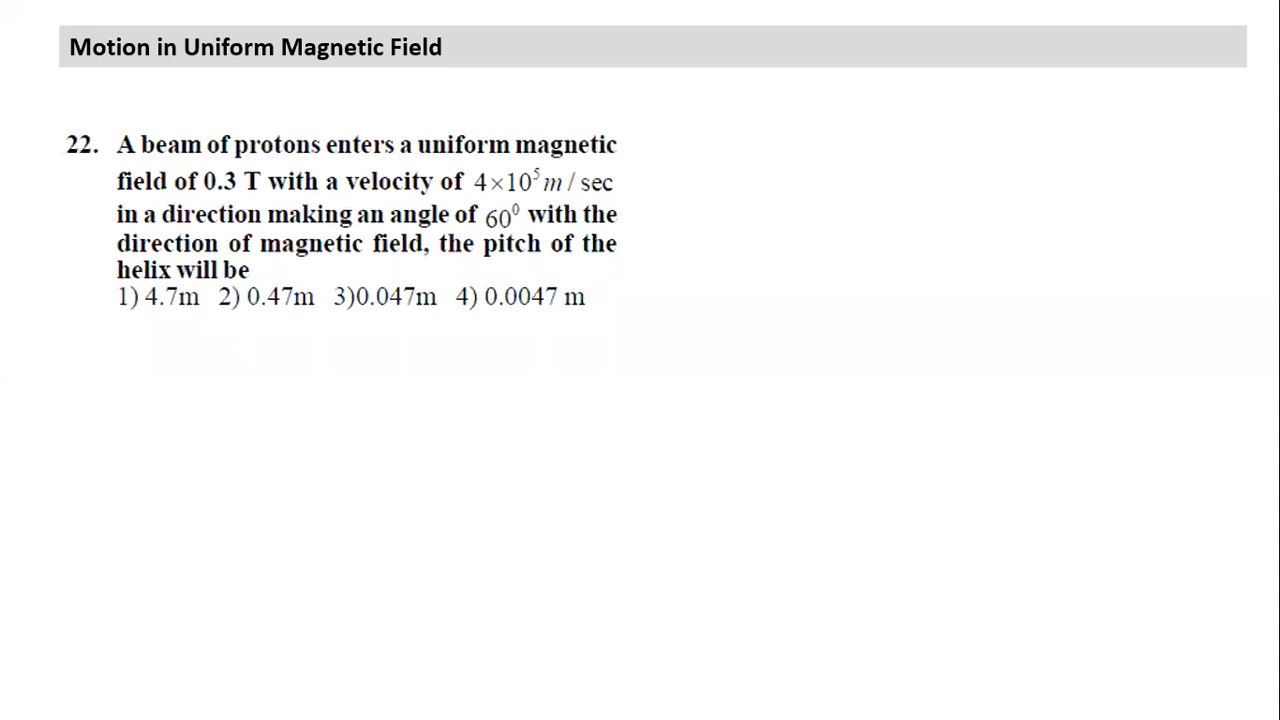 Motion in Uniform Magnetic Field
22. A beam of protons enters a uniform magnetic
field of 0.3 T with a velocity of 4×10⁵ m / sec
in a direction making an angle of 60⁰ with the
direction of magnetic field, the pitch of the
helix will be
1) 4.7m 2) 0.47m 3)0.047m 4) 0.0047 m